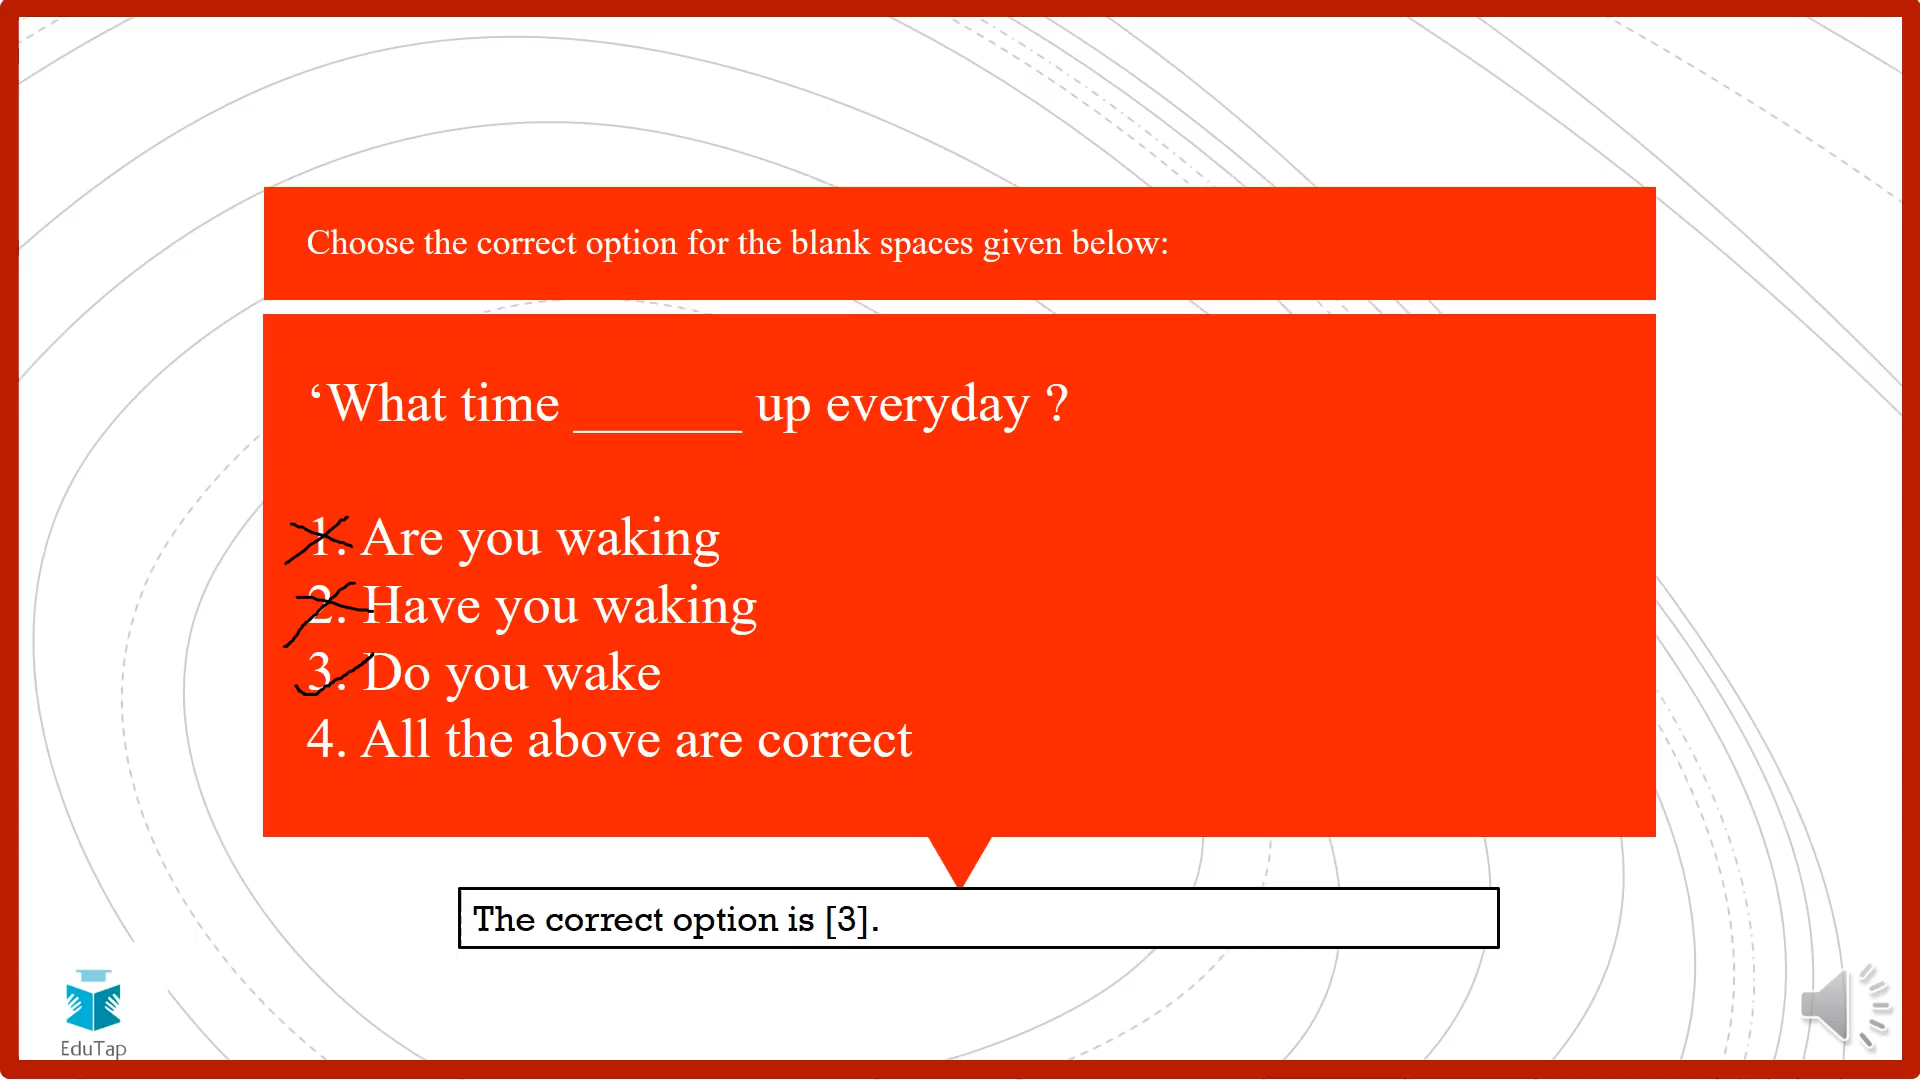 Choose the correct option for the blank spaces given below:
‘What time ______ up everyday ?
1. Are you waking
2. Have you waking
3. Do you wake
4. All the above are correct
The correct option is [3].
EduTap